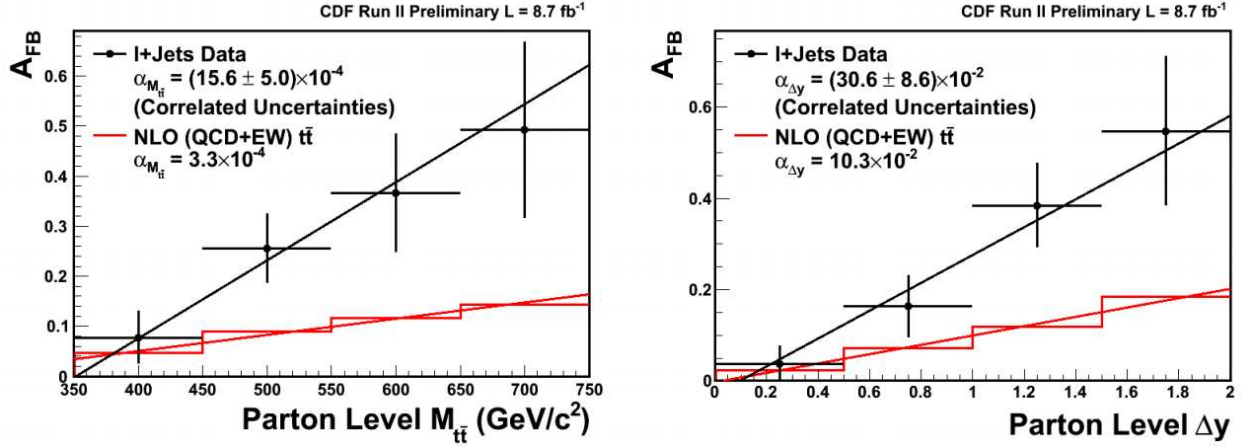 CDF Run II Preliminary L = 8.7 fb⁻¹
A_FB
l+Jets Data
α_M_tt̄ = (15.6 ± 5.0)×10⁻⁴
(Correlated Uncertainties)
NLO (QCD+EW) tt̄
α_M_tt̄ = 3.3×10⁻⁴
0.6
0.5
0.4
0.3
0.2
0.1
0
350 400 450 500 550 600 650 700 750
Parton Level M_tt̄ (GeV/c²)
CDF Run II Preliminary L = 8.7 fb⁻¹
A_FB
l+Jets Data
α_Δy = (30.6 ± 8.6)×10⁻²
(Correlated Uncertainties)
NLO (QCD+EW) tt̄
α_Δy = 10.3×10⁻²
0.6
0.4
0.2
0
0 0.2 0.4 0.6 0.8 1 1.2 1.4 1.6 1.8 2
Parton Level Δy